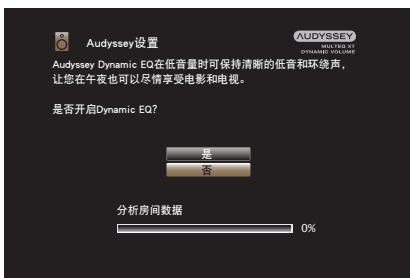 Audyssey设置
AUDYSSEY
MULTEQ XT
DYNAMIC VOLUME
Audyssey Dynamic EQ在低音量时可保持清晰的低音和环绕声，
让您在午夜也可以尽情享受电影和电视。
是否开启Dynamic EQ?
是
否
分析房间数据
0%